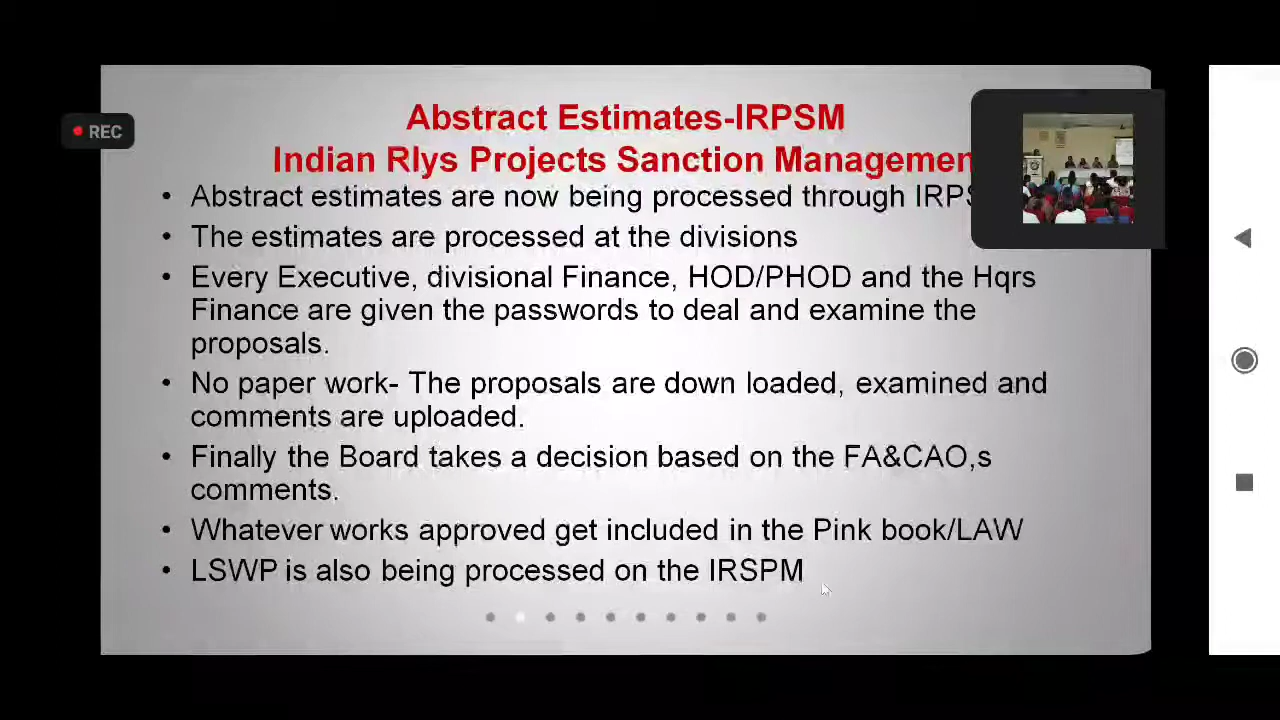 Abstract Estimates-IRPSM
REC
Indian Rlys Projects Sanction Managemen
• Abstract estimates are now being processed through IRPS
• The estimates are processed at the divisions
• Every Executive, divisional Finance, HOD/PHOD and the Hqrs
Finance are given the passwords to deal and examine the
proposals.
• No paper work- The proposals are down loaded, examined and
comments are uploaded.
• Finally the Board takes a decision based on the FA&CAO,s
comments.
• Whatever works approved get included in the Pink book/LAW
• LSWP is also being processed on the IRSPM